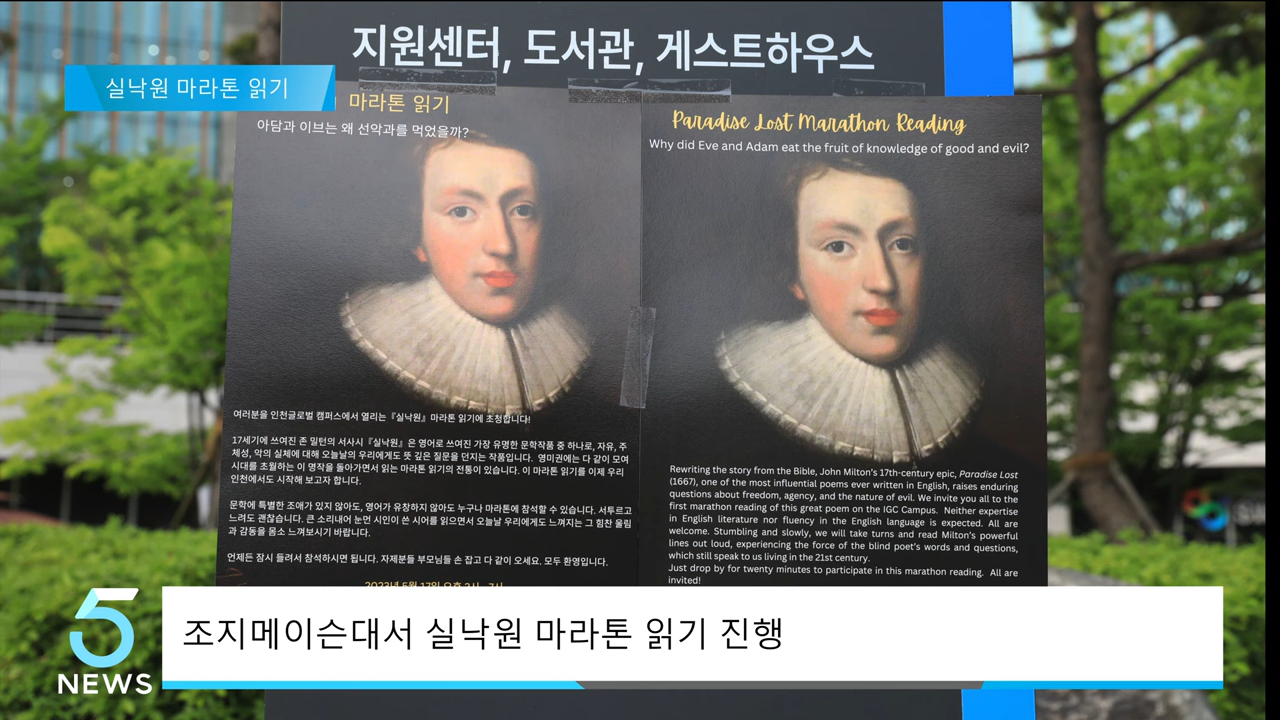 지원센터, 도서관, 게스트하우스
실낙원 마라톤 읽기
마라톤 읽기
아담과 이브는 왜 선악과를 먹었을까?
여러분을 인천글로벌 캠퍼스에서 열리는 『실낙원』 마라톤 읽기에 초청합니다!
17세기에 쓰여진 존 밀턴의 서사시 『실낙원』은 영어로 쓰여진 가장 유명한 문학작품 중 하나로, 자유, 주
체성, 악의 실체에 대해 오늘날의 우리에게도 뜻 깊은 질문을 던지는 작품입니다. 영미권에는 다 같이 모여
시대를 초월하는 이 명작을 돌아가면서 읽는 마라톤 읽기의 전통이 있습니다. 이 마라톤 읽기를 이제 우리
인천에서도 시작해 보고자 합니다.
문학에 특별한 조애가 있지 않아도, 영어가 유창하지 않아도 누구나 마라톤에 참석할 수 있습니다. 서투르고
느려도 괜찮습니다. 큰 소리내어 눈먼 시인이 쓴 시어를 읽으면서 오늘날 우리에게도 느껴지는 그 힘찬 울림
과 감동을 몸소 느껴보시기 바랍니다.
언제든 잠시 들려서 참석하시면 됩니다. 자제분들 부모님들 손 잡고 다 같이 오세요. 모두 환영입니다.
2023년 5월 17일 오후 2시 - 7시
Paradise Lost Marathon Reading
Why did Eve and Adam eat the fruit of knowledge of good and evil?
Rewriting the story from the Bible, John Milton's 17th-century epic, Paradise Lost
(1667), one of the most influential poems ever written in English, raises enduring
questions about freedom, agency, and the nature of evil. We invite you all to the
first marathon reading of this great poem on the IGC Campus. Neither expertise
in English literature nor fluency in the English language is expected. All are
welcome. Stumbling and slowly, we will take turns and read Milton's powerful
lines out loud, experiencing the force of the blind poet's words and questions,
which still speak to us living in the 21st century.
Just drop by for twenty minutes to participate in this marathon reading. All are
invited!
5
NEWS
조지메이슨대서 실낙원 마라톤 읽기 진행